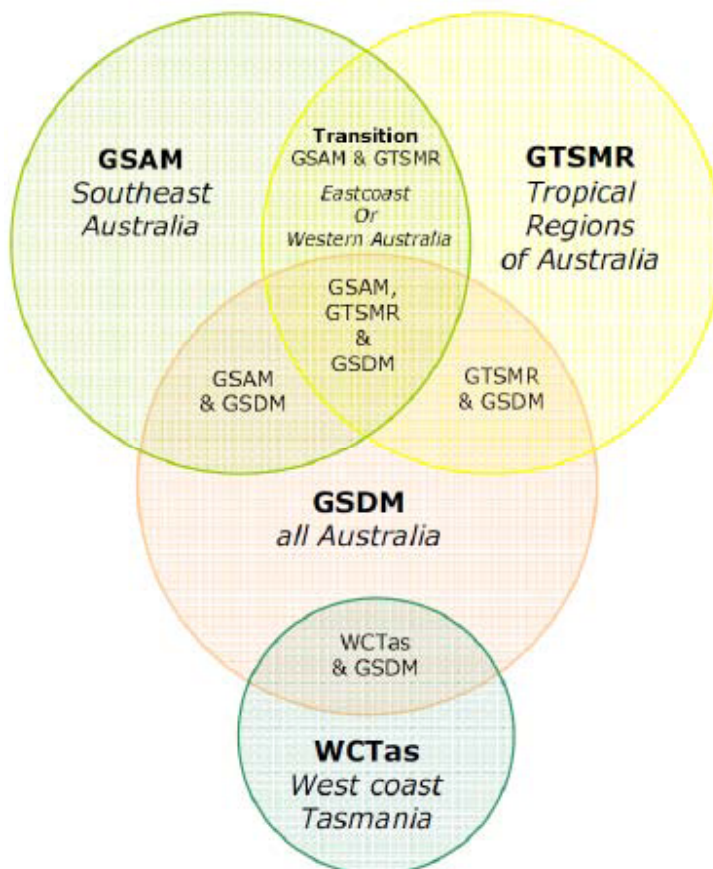 GSAM
Southeast
Australia
Transition
GSAM & GTSMR
Eastcoast
Or
Western Australia
GTSMR
Tropical
Regions
of Australia
GSAM,
GTSMR
&
GSDM
GSAM
& GSDM
GTSMR
& GSDM
GSDM
all Australia
WCTas
& GSDM
WCTas
West coast
Tasmania